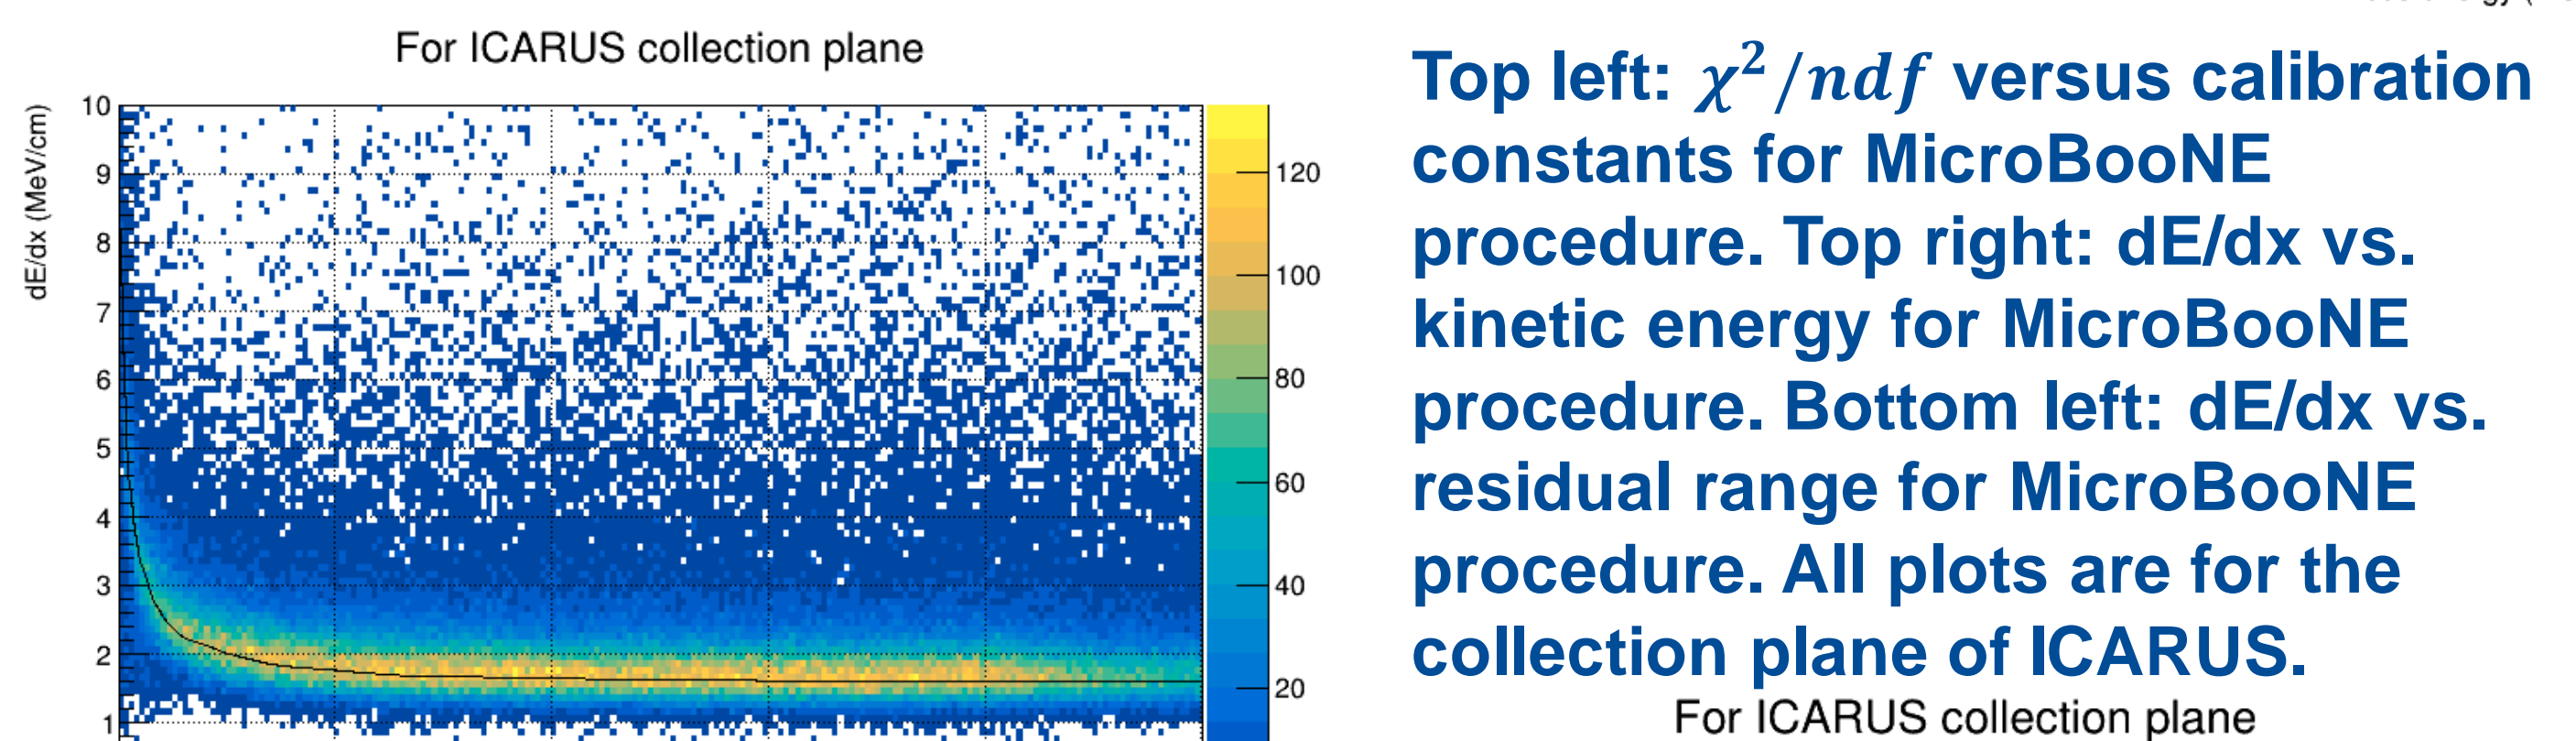 For ICARUS collection plane
dE/dx (MeV/cm)
10
9
8
7
6
5
4
3
2
1
120
100
80
60
40
20
Top left: χ²/ndf versus calibration
constants for MicroBooNE
procedure. Top right: dE/dx vs.
kinetic energy for MicroBooNE
procedure. Bottom left: dE/dx vs.
residual range for MicroBooNE
procedure. All plots are for the
collection plane of ICARUS.
For ICARUS collection plane